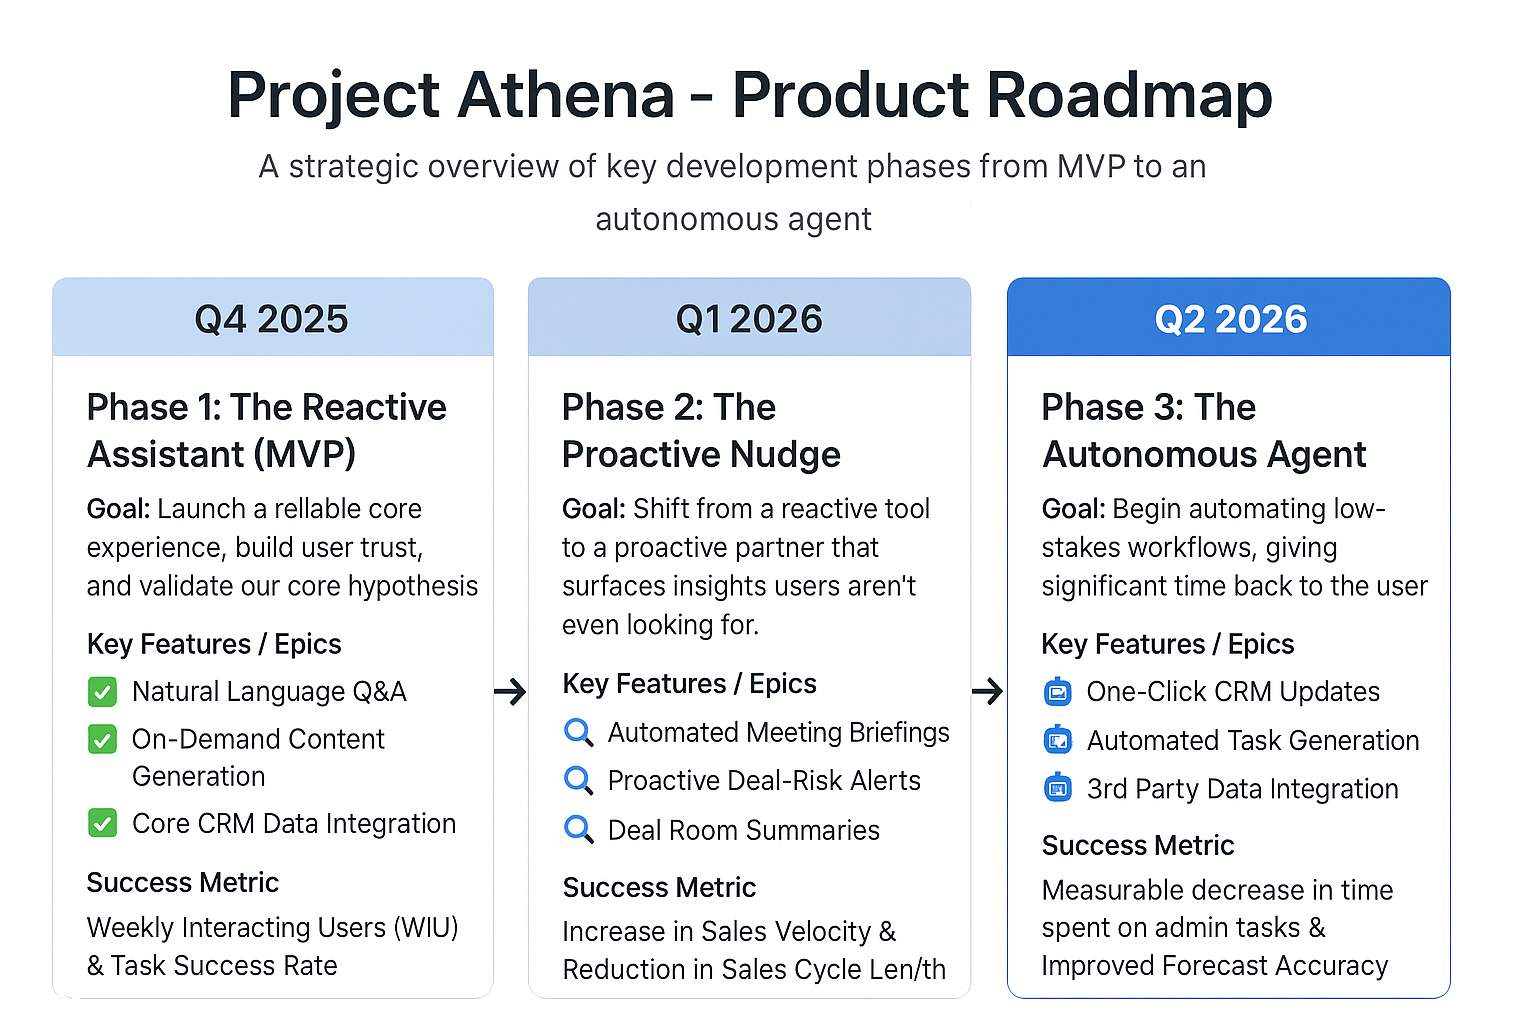 Project Athena - Product Roadmap
A strategic overview of key development phases from MVP to an
autonomous agent
Q4 2025
Phase 1: The Reactive
Assistant (MVP)
Goal: Launch a rellable core
experience, build user trust,
and validate our core hypothesis
Key Features / Epics
Natural Language Q&A
On-Demand Content
Generation
Core CRM Data Integration
Success Metric
Weekly Interacting Users (WIU)
& Task Success Rate
Q1 2026
Phase 2: The
Proactive Nudge
Goal: Shift from a reactive tool
to a proactive partner that
surfaces insights users aren't
even looking for.
Key Features / Epics
Automated Meeting Briefings
Proactive Deal-Risk Alerts
Deal Room Summaries
Success Metric
Increase in Sales Velocity &
Reduction in Sales Cycle Len/th
Q2 2026
Phase 3: The
Autonomous Agent
Goal: Begin automating low-
stakes workflows, giving
significant time back to the user
Key Features / Epics
One-Click CRM Updates
Automated Task Generation
3rd Party Data Integration
Success Metric
Measurable decrease in time
spent on admin tasks &
Improved Forecast Accuracy